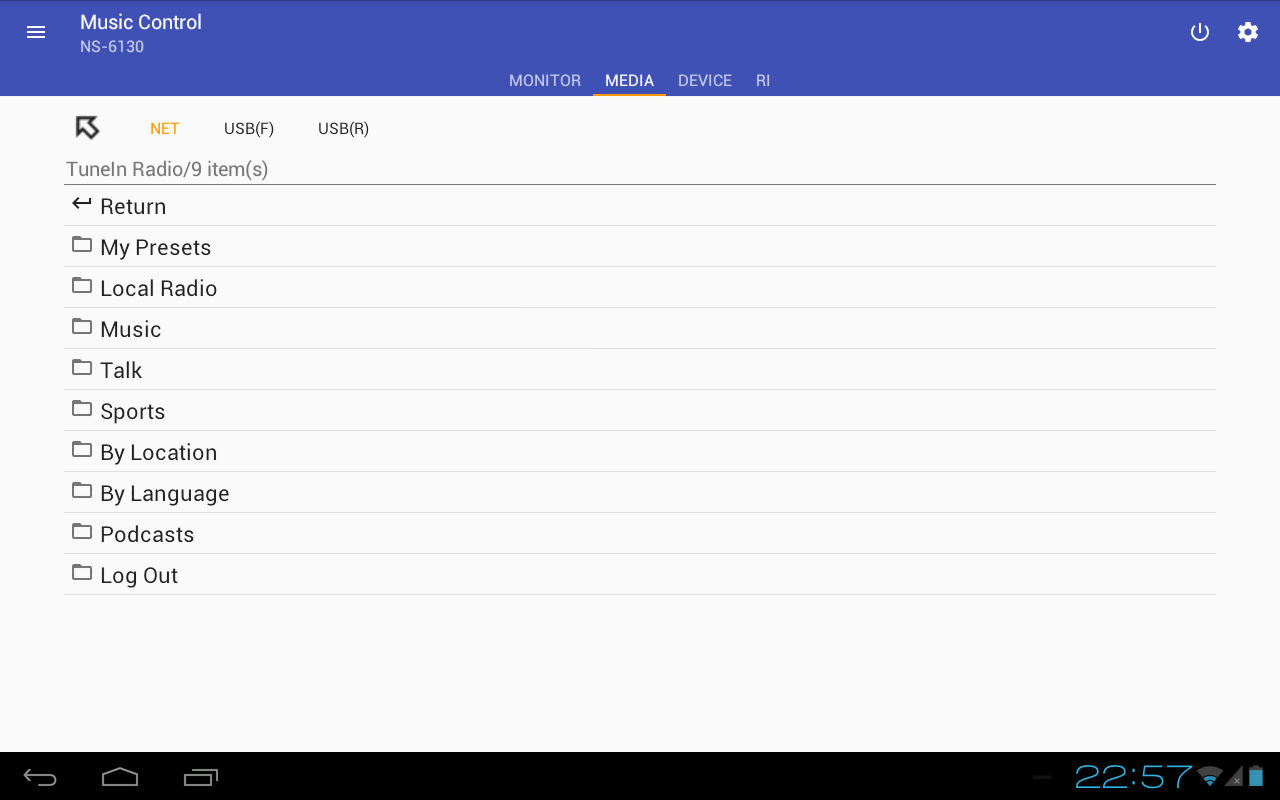 Music Control
NS-6130
MONITOR MEDIA DEVICE RI
NET USB(F) USB(R)
TuneIn Radio/9 item(s)
Return
My Presets
Local Radio
Music
Talk
Sports
By Location
By Language
Podcasts
Log Out
22:57